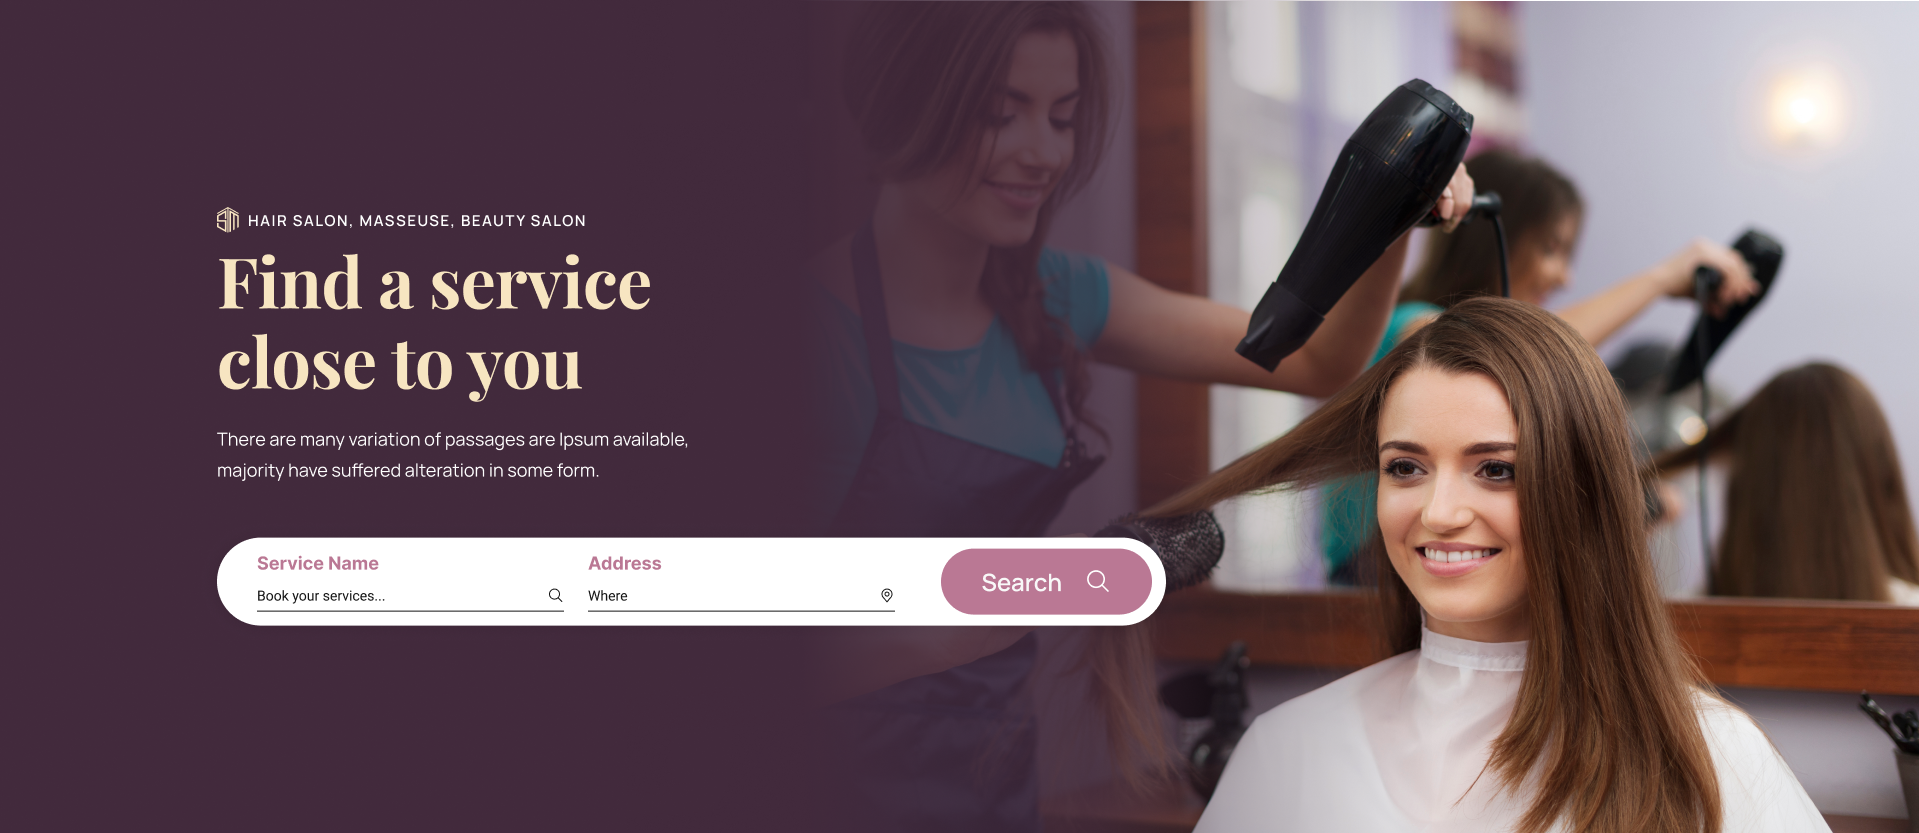 HAIR SALON, MASSEUSE, BEAUTY SALON
Find a service
close to you
There are many variation of passages are Ipsum available,
majority have suffered alteration in some form.
Service Name
Address
Book your services...
Where
Search